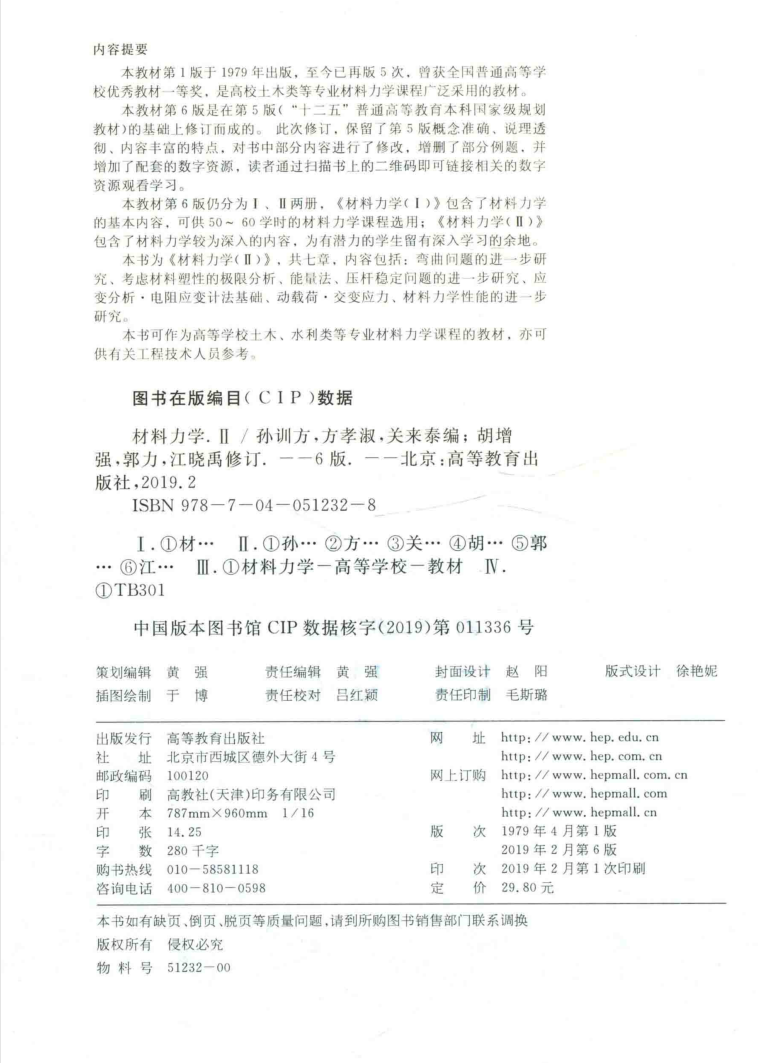 内容提要
本教材第1版于1979年出版，至今已再版5次，曾获全国普通高等学
校优秀教材一等奖，是高校土木类等专业材料力学课程广泛采用的教材。
本教材第6版是在第5版(“十二五”普通高等教育本科国家级规划
教材)的基础上修订而成的。此次修订，保留了第5版概念准确、说理透
彻、内容丰富的特点，对书中部分内容进行了修改，增删了部分例题，并
增加了配套的数字资源，读者通过扫描书上的二维码即可链接相关的数字
资源观看学习。
本教材第6版仍分为Ⅰ、Ⅱ两册，《材料力学(Ⅰ)》包含了材料力学
的基本内容，可供50～60学时的材料力学课程选用；《材料力学(Ⅱ)》
包含了材料力学较为深入的内容，为有潜力的学生留有深入学习的余地。
本书为《材料力学(Ⅱ)》，共七章，内容包括：弯曲问题的进一步研
究、考虑材料塑性的极限分析、能量法、压杆稳定问题的进一步研究、应
变分析·电阻应变计法基础、动载荷·交变应力、材料力学性能的进一步
研究。
本书可作为高等学校土木、水利类等专业材料力学课程的教材，亦可
供有关工程技术人员参考。
图书在版编目(CIP)数据
材料力学.Ⅱ / 孙训方,方孝淑,关来泰编；胡增
强,郭力,江晓禹修订. ——6版. ——北京:高等教育出
版社,2019.2
ISBN 978-7-04-051232-8
Ⅰ.①材… Ⅱ.①孙… ②方… ③关… ④胡… ⑤郭
… ⑥江… Ⅲ.①材料力学-高等学校-教材 Ⅳ.
①TB301
中国版本图书馆CIP数据核字(2019)第011336号
策划编辑 黄 强 责任编辑 黄 强 封面设计 赵 阳 版式设计 徐艳妮
插图绘制 于 博 责任校对 吕红颖 责任印制 毛斯璐
出版发行 高等教育出版社 网 址 http://www.hep.edu.cn
社 址 北京市西城区德外大街4号 http://www.hep.com.cn
邮政编码 100120 网上订购 http://www.hepmall.com.cn
印 刷 高教社(天津)印务有限公司 http://www.hepmall.com
开 本 787mm×960mm 1/16 http://www.hepmall.cn
印 张 14.25 版 次 1979年4月第1版
字 数 280千字 2019年2月第6版
购书热线 010-58581118 印 次 2019年2月第1次印刷
咨询电话 400-810-0598 定 价 29.80元
本书如有缺页、倒页、脱页等质量问题,请到所购图书销售部门联系调换
版权所有 侵权必究
物 料 号 51232-00